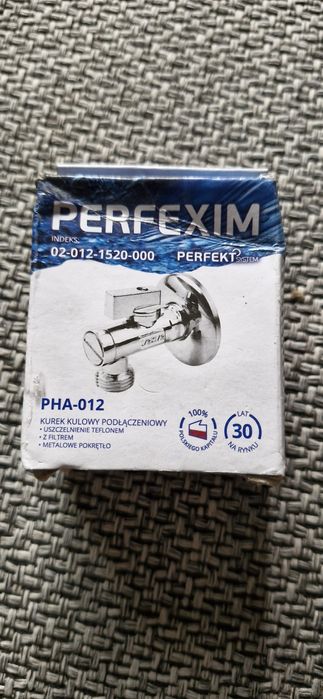 PERFEXIM
INDEKS:
02-012-1520-000
PERFEKT SYSTEM
PHA-012
KUREK KULOWY PODŁĄCZENIOWY
• USZCZELNIENIE TEFLONEM
• Z FILTREM
• METALOWE POKRĘTŁO
100%
POLSKIEGO KAPITAŁU
LAT
30
NA RYNKU